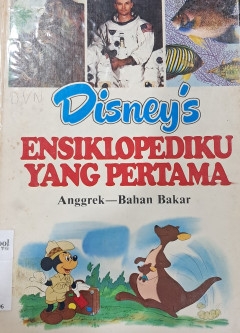 Disney's
ENSIKLOPEDIKU
YANG PERTAMA
Anggrek—Bahan Bakar